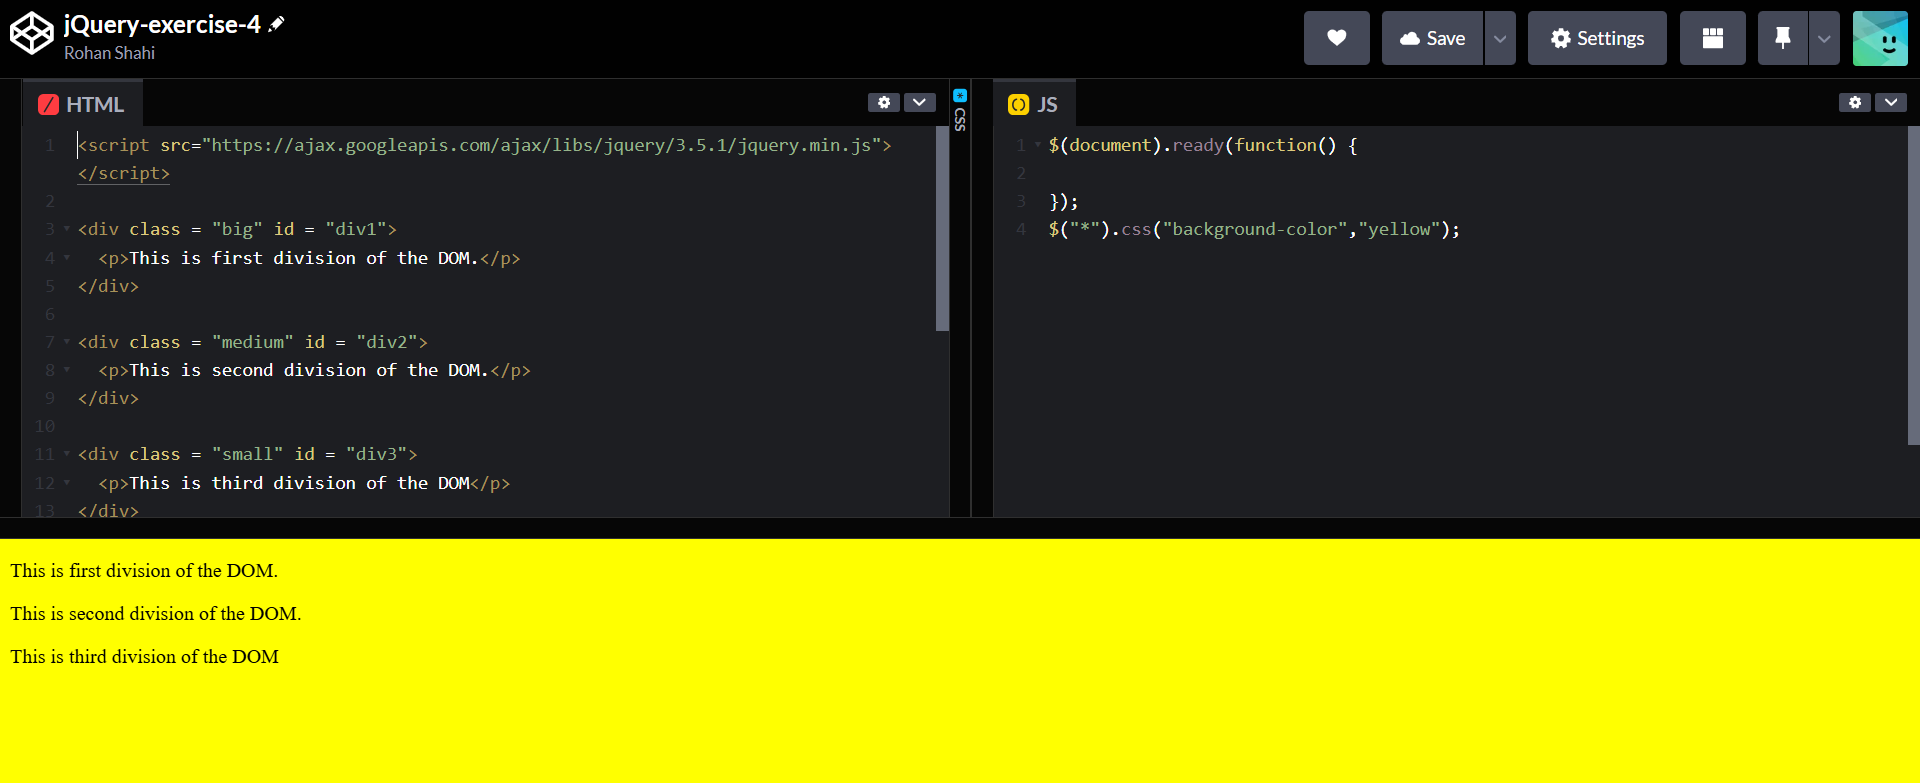 jQuery-exercise-4
Rohan Shahi
Save
Settings
HTML
CSS
JS
1 <script src="https://ajax.googleapis.com/ajax/libs/jquery/3.5.1/jquery.min.js">
</script>
2
3 <div class = "big" id = "div1">
4 <p>This is first division of the DOM.</p>
5 </div>
6
7 <div class = "medium" id = "div2">
8 <p>This is second division of the DOM.</p>
9 </div>
10
11 <div class = "small" id = "div3">
12 <p>This is third division of the DOM</p>
13 </div>
1 $(document).ready(function() {
2
3 });
4 $("*").css("background-color","yellow");
This is first division of the DOM.
This is second division of the DOM.
This is third division of the DOM